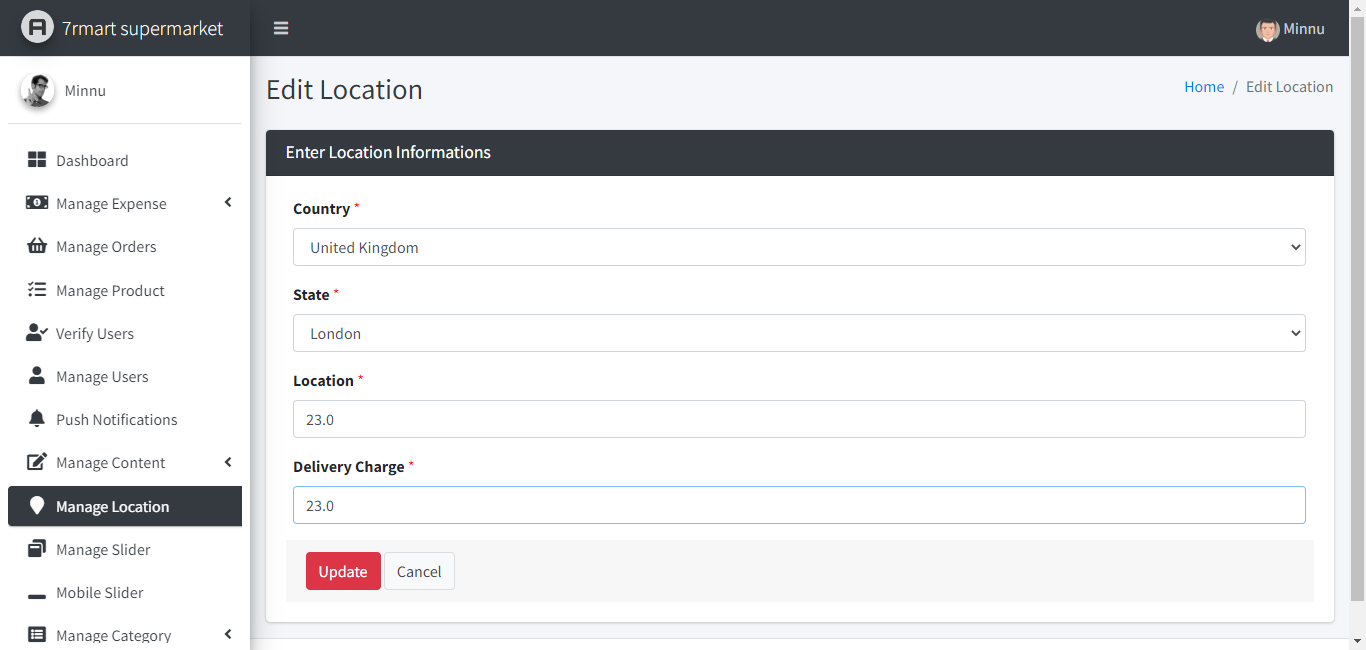 7rmart supermarket
Minnu
Minnu
Dashboard
Manage Expense
Manage Orders
Manage Product
Verify Users
Manage Users
Push Notifications
Manage Content
Manage Location
Manage Slider
Mobile Slider
Manage Category
Edit Location
Home / Edit Location
Enter Location Informations
Country *
United Kingdom
State *
London
Location *
23.0
Delivery Charge *
23.0
Update Cancel